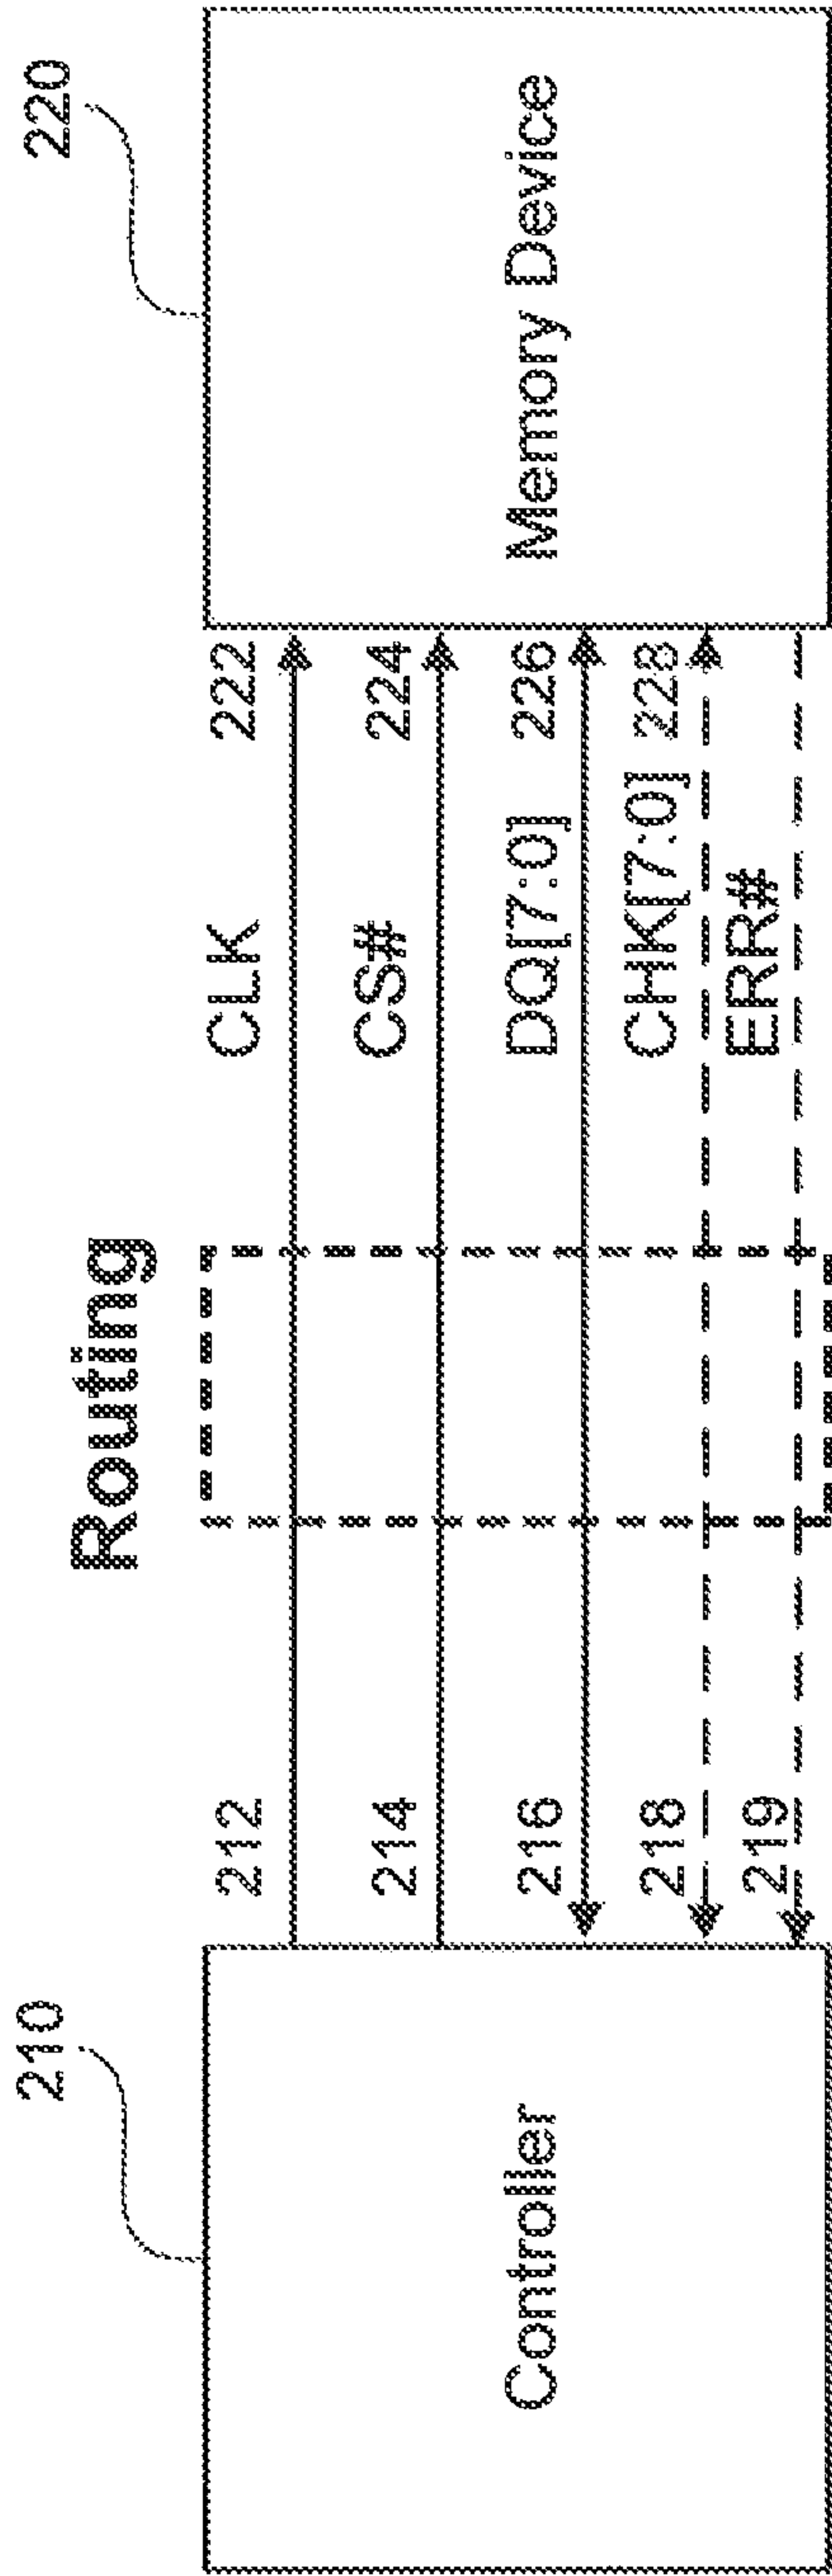 Routing
210
220
Controller
Memory Device
212
CLK
222
214
CS#
224
216
DQ[7:0]
226
218
CHK[7:0]
228
219
ERR#